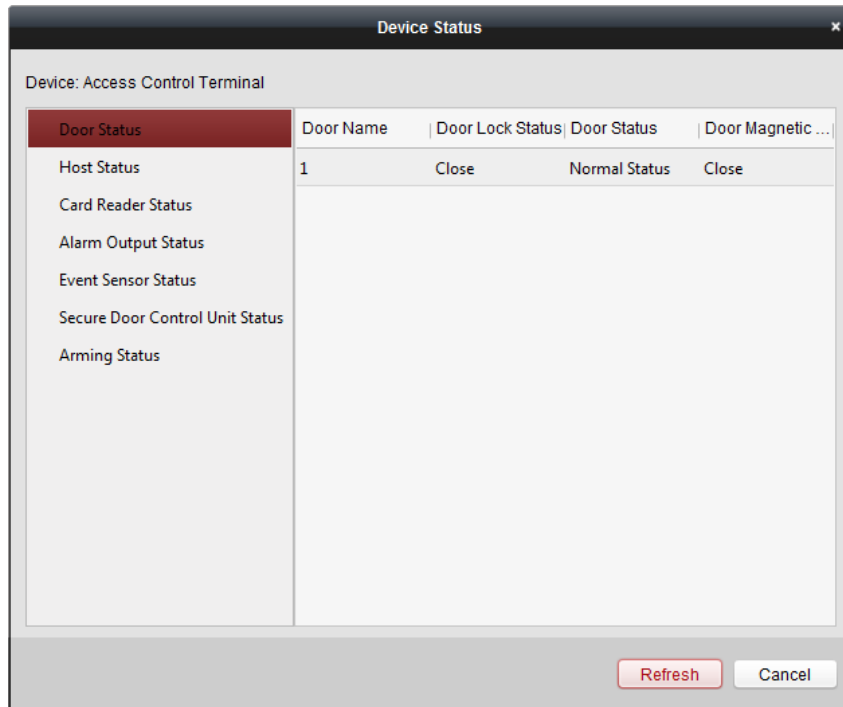 Device Status
×
Device: Access Control Terminal
Door Status
Host Status
Card Reader Status
Alarm Output Status
Event Sensor Status
Secure Door Control Unit Status
Arming Status
Door Name Door Lock Status Door Status Door Magnetic ...
1 Close Normal Status Close
Refresh Cancel